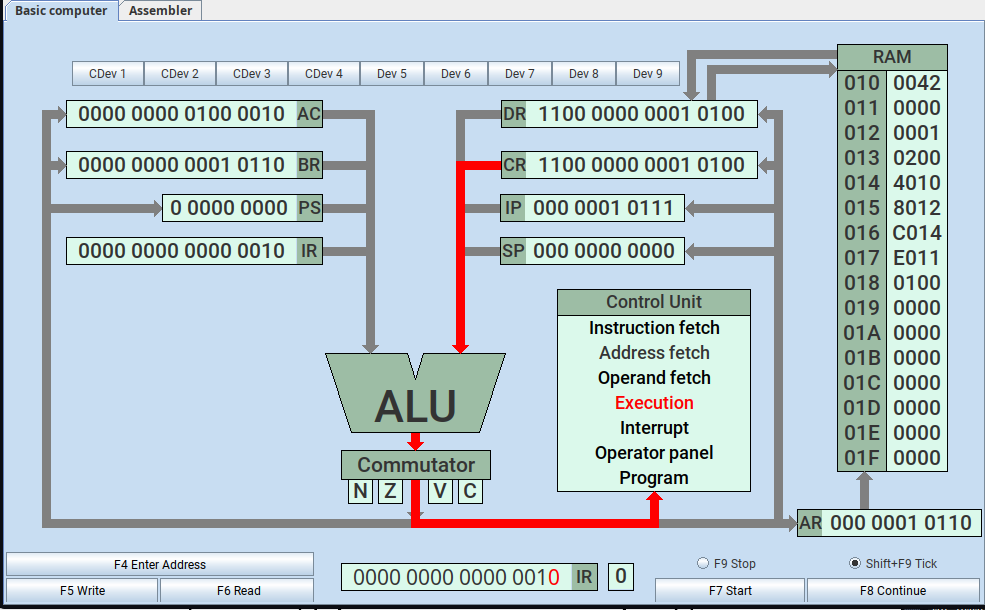 Basic computer Assembler
CDev 1 CDev 2 CDev 3 CDev 4 Dev 5 Dev 6 Dev 7 Dev 8 Dev 9
0000 0000 0100 0010 AC
0000 0000 0001 0110 BR
0 0000 0000 PS
0000 0000 0000 0010 IR
DR 1100 0000 0001 0100
CR 1100 0000 0001 0100
IP 000 0001 0111
SP 000 0000 0000
RAM
010 0042
011 0000
012 0001
013 0200
014 4010
015 8012
016 C014
017 E011
018 0100
019 0000
01A 0000
01B 0000
01C 0000
01D 0000
01E 0000
01F 0000
Control Unit
Instruction fetch
Address fetch
Operand fetch
Execution
Interrupt
Operator panel
Program
ALU
Commutator
N Z V C
AR 000 0001 0110
F4 Enter Address
F5 Write F6 Read
0000 0000 0000 0010 IR 0
F9 Stop Shift+F9 Tick
F7 Start F8 Continue